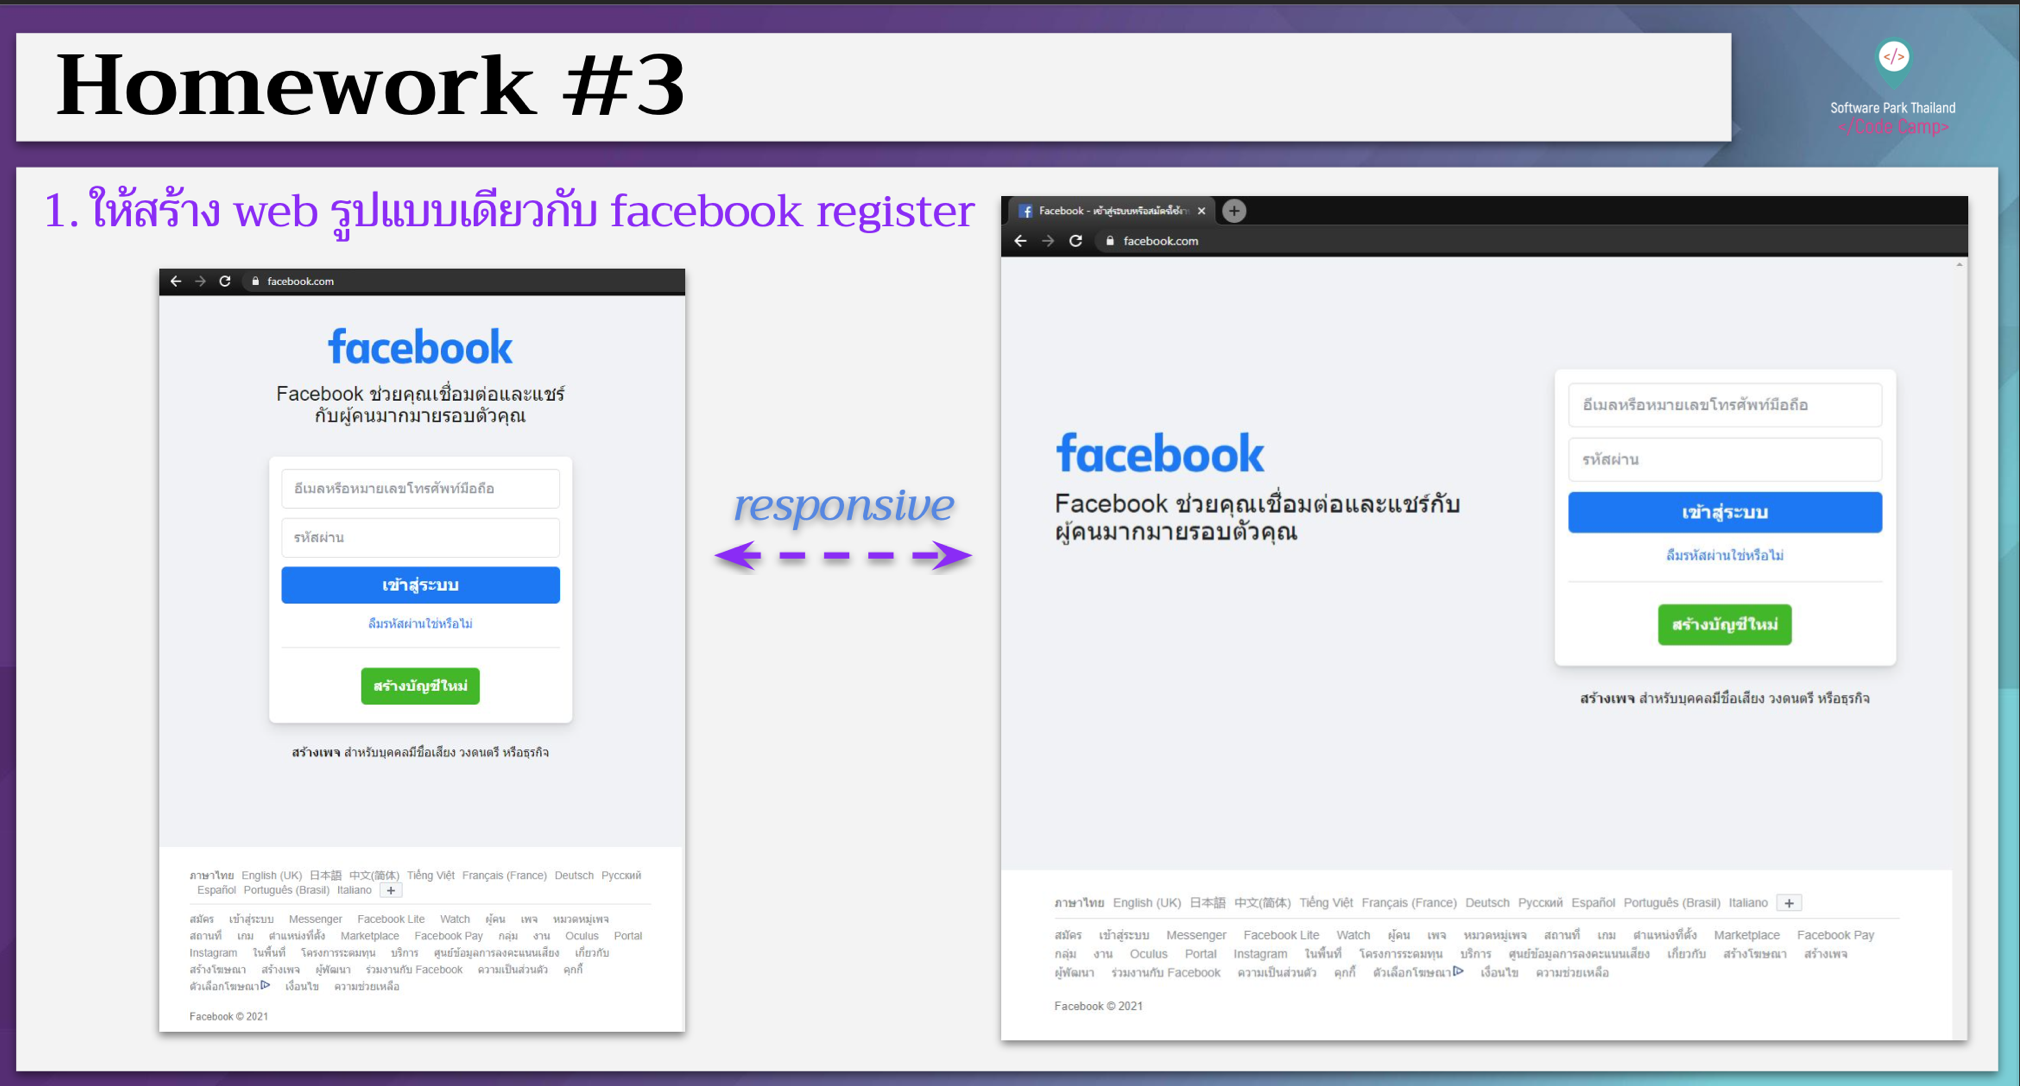 Homework #3
</>
Software Park Thailand
</Code Camp>
1. ให้สร้าง web รูปแบบเดียวกับ facebook register
facebook.com
facebook
Facebook ช่วยคุณเชื่อมต่อและแชร์
กับผู้คนมากมายรอบตัวคุณ
อีเมลหรือหมายเลขโทรศัพท์มือถือ
รหัสผ่าน
เข้าสู่ระบบ
ลืมรหัสผ่านใช่หรือไม่
สร้างบัญชีใหม่
สร้างเพจ สำหรับบุคคลมีชื่อเสียง วงดนตรี หรือธุรกิจ
ภาษาไทย English (UK) 日本語 中文(简体) Tiếng Việt Français (France) Deutsch Русский
Español Português (Brasil) Italiano +
สมัคร เข้าสู่ระบบ Messenger Facebook Lite Watch ผู้คน เพจ หมวดหมู่เพจ
สถานที่ เกม ตำแหน่งที่ตั้ง Marketplace Facebook Pay กลุ่ม งาน Oculus Portal
Instagram ในพื้นที่ โครงการระดมทุน บริการ ศูนย์ข้อมูลการลงคะแนนเสียง เกี่ยวกับ
สร้างโฆษณา สร้างเพจ ผู้พัฒนา ร่วมงานกับ Facebook ความเป็นส่วนตัว คุกกี้
ตัวเลือกโฆษณา เงื่อนไข ความช่วยเหลือ
Facebook © 2021
responsive
Facebook - เข้าสู่ระบบหรือสมัครใช้งาน
facebook.com
facebook
Facebook ช่วยคุณเชื่อมต่อและแชร์กับ
ผู้คนมากมายรอบตัวคุณ
อีเมลหรือหมายเลขโทรศัพท์มือถือ
รหัสผ่าน
เข้าสู่ระบบ
ลืมรหัสผ่านใช่หรือไม่
สร้างบัญชีใหม่
สร้างเพจ สำหรับบุคคลมีชื่อเสียง วงดนตรี หรือธุรกิจ
ภาษาไทย English (UK) 日本語 中文(简体) Tiếng Việt Français (France) Deutsch Русский Español Português (Brasil) Italiano +
สมัคร เข้าสู่ระบบ Messenger Facebook Lite Watch ผู้คน เพจ หมวดหมู่เพจ สถานที่ เกม ตำแหน่งที่ตั้ง Marketplace Facebook Pay
กลุ่ม งาน Oculus Portal Instagram ในพื้นที่ โครงการระดมทุน บริการ ศูนย์ข้อมูลการลงคะแนนเสียง เกี่ยวกับ สร้างโฆษณา สร้างเพจ
ผู้พัฒนา ร่วมงานกับ Facebook ความเป็นส่วนตัว คุกกี้ ตัวเลือกโฆษณา เงื่อนไข ความช่วยเหลือ
Facebook © 2021